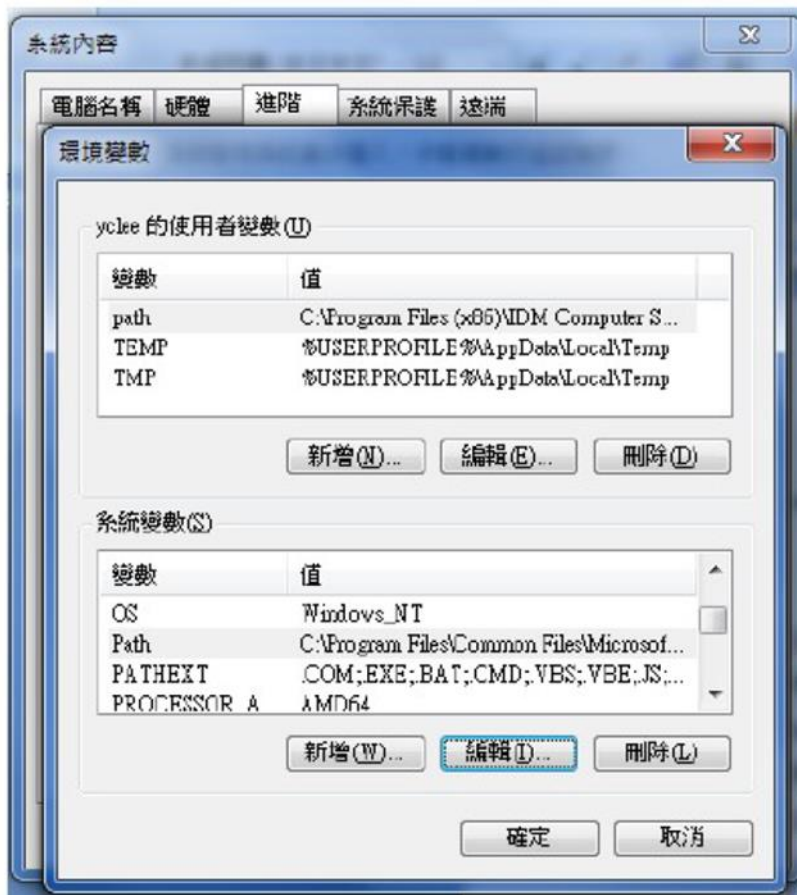 系統內容
電腦名稱 硬體 進階 系統保護 遠端
環境變數
yclee 的使用者變數(U)
變數 值
path C:\Program Files (x86)\IDM Computer S...
TEMP %USERPROFILE%\AppData\Local\Temp
TMP %USERPROFILE%\AppData\Local\Temp
新增(N)... 編輯(E)... 刪除(D)
系統變數(S)
變數 值
OS Windows_NT
Path C:\Program Files\Common Files\Microsof...
PATHEXT .COM;.EXE;.BAT;.CMD;.VBS;.VBE;.JS;...
PROCESSOR_A... AMD64
新增(W)... 編輯(I)... 刪除(L)
確定 取消